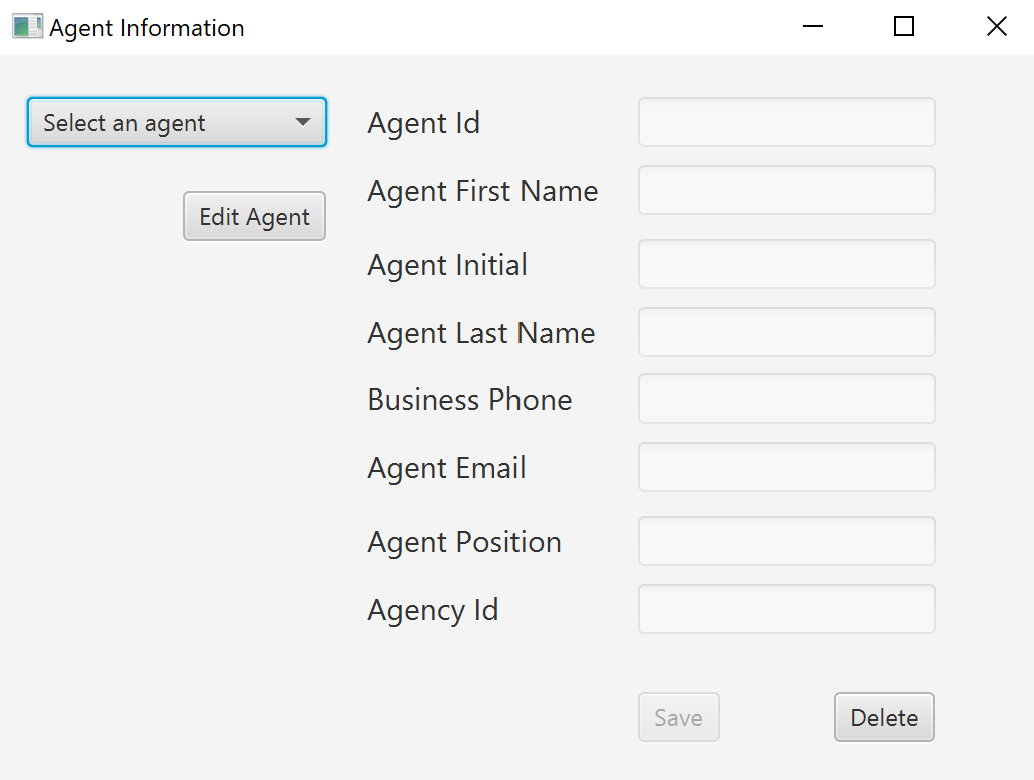 Agent Information
Select an agent
Edit Agent
Agent Id
Agent First Name
Agent Initial
Agent Last Name
Business Phone
Agent Email
Agent Position
Agency Id
Save
Delete